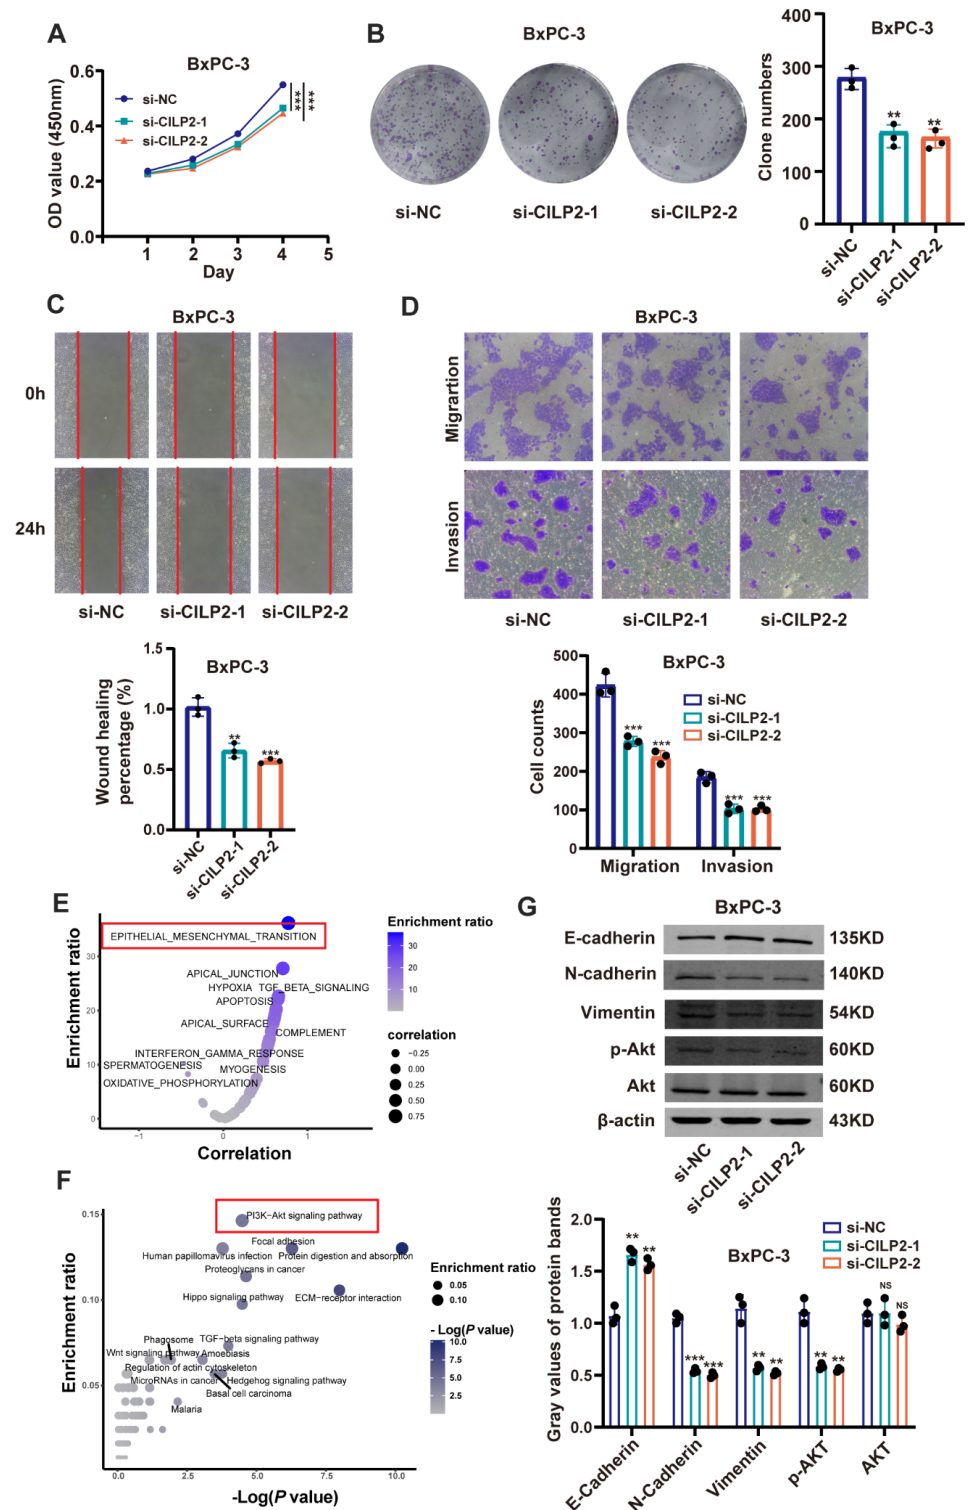 A
BxPC-3
OD value (450nm)
0.6
0.4
0.2
0.0
si-NC
si-CILP2-1
si-CILP2-2
***
***
1 2 3 4 5
Day
B
BxPC-3
si-NC si-CILP2-1 si-CILP2-2
BxPC-3
Clone numbers
400
300
200
100
0
**
**
si-NC
si-CILP2-1
si-CILP2-2
C
BxPC-3
0h
24h
si-NC si-CILP2-1 si-CILP2-2
BxPC-3
Wound healing
percentage (%)
1.5
1.0
0.5
0.0
**
***
si-NC
si-CILP2-1
si-CILP2-2
D
BxPC-3
Migrartion
Invasion
si-NC si-CILP2-1 si-CILP2-2
BxPC-3
Cell counts
500
400
300
200
100
0
si-NC
si-CILP2-1
si-CILP2-2
***
***
***
***
Migration Invasion
E
Enrichment ratio
30
20
10
0
EPITHELIAL_MESENCHYMAL_TRANSITION
APICAL_JUNCTION
HYPOXIA TGF_BETA_SIGNALING
APOPTOSIS
APICAL_SURFACE
COMPLEMENT
INTERFERON_GAMMA_RESPONSE
SPERMATOGENESIS
MYOGENESIS
OXIDATIVE_PHOSPHORYLATION
−1 0 1
Correlation
Enrichment ratio
30
20
10
correlation
−0.25
0.00
0.25
0.50
0.75
F
Enrichment ratio
0.15
0.10
0.05
PI3K−Akt signaling pathway
Focal adhesion
Human papillomavirus infection Protein digestion and absorption
Proteoglycans in cancer
Hippo signaling pathway ECM−receptor interaction
Phagosome TGF−beta signaling pathway
Wnt signaling pathway Amoebiasis
Regulation of actin cytoskeleton
MicroRNAs in cancer Hedgehog signaling pathway
Basal cell carcinoma
Malaria
0.0 2.5 5.0 7.5 10.0
-Log(P value)
Enrichment ratio
0.05
0.10
- Log(P value)
10.0
7.5
5.0
2.5
G
BxPC-3
E-cadherin 135KD
N-cadherin 140KD
Vimentin 54KD
p-Akt 60KD
Akt 60KD
β-actin 43KD
si-NC
si-CILP2-1
si-CILP2-2
Gray values of protein bands
2.0
1.5
1.0
0.5
0.0
BxPC-3
si-NC
si-CILP2-1
si-CILP2-2
** **
*** ***
** **
** **
NS NS
E-Cadherin
N-Cadherin
Vimentin
p-AKT
AKT